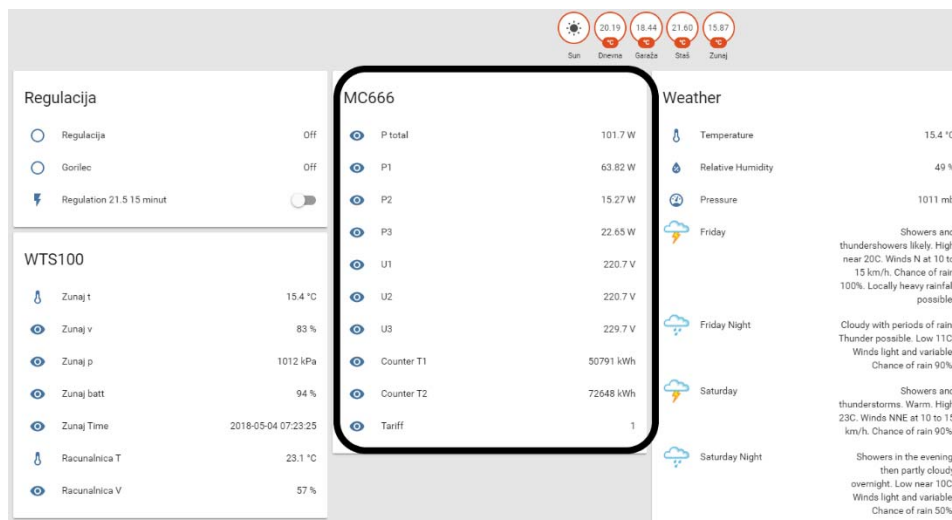 20.19 18.44 21.60 15.87
°C °C °C °C
Sun Dnevna Garaža Staš Zunaj
Regulacija
Regulacija Off
Gorilec Off
Regulation 21.5 15 minut
WTS100
Zunaj t 15.4 °C
Zunaj v 83 %
Zunaj p 1012 kPa
Zunaj batt 94 %
Zunaj Time 2018-05-04 07:23:25
Racunalnica T 23.1 °C
Racunalnica V 57 %
MC666
P total 101.7 W
P1 63.82 W
P2 15.27 W
P3 22.65 W
U1 220.7 V
U2 220.7 V
U3 229.7 V
Counter T1 50791 kWh
Counter T2 72648 kWh
Tariff 1
Weather
Temperature 15.4 °C
Relative Humidity 49 %
Pressure 1011 mb
Friday Showers and
thundershowers likely. High
near 20C. Winds N at 10 to
15 km/h. Chance of rain
100%. Locally heavy rainfal
possible
Friday Night Cloudy with periods of rain
Thunder possible. Low 11C
Winds light and variable
Chance of rain 90%
Saturday Showers and
thunderstorms. Warm. High
23C. Winds NNE at 10 to 15
km/h. Chance of rain 90%
Saturday Night Showers in the evening
then partly cloudy
overnight. Low near 10C
Winds light and variable
Chance of rain 50%